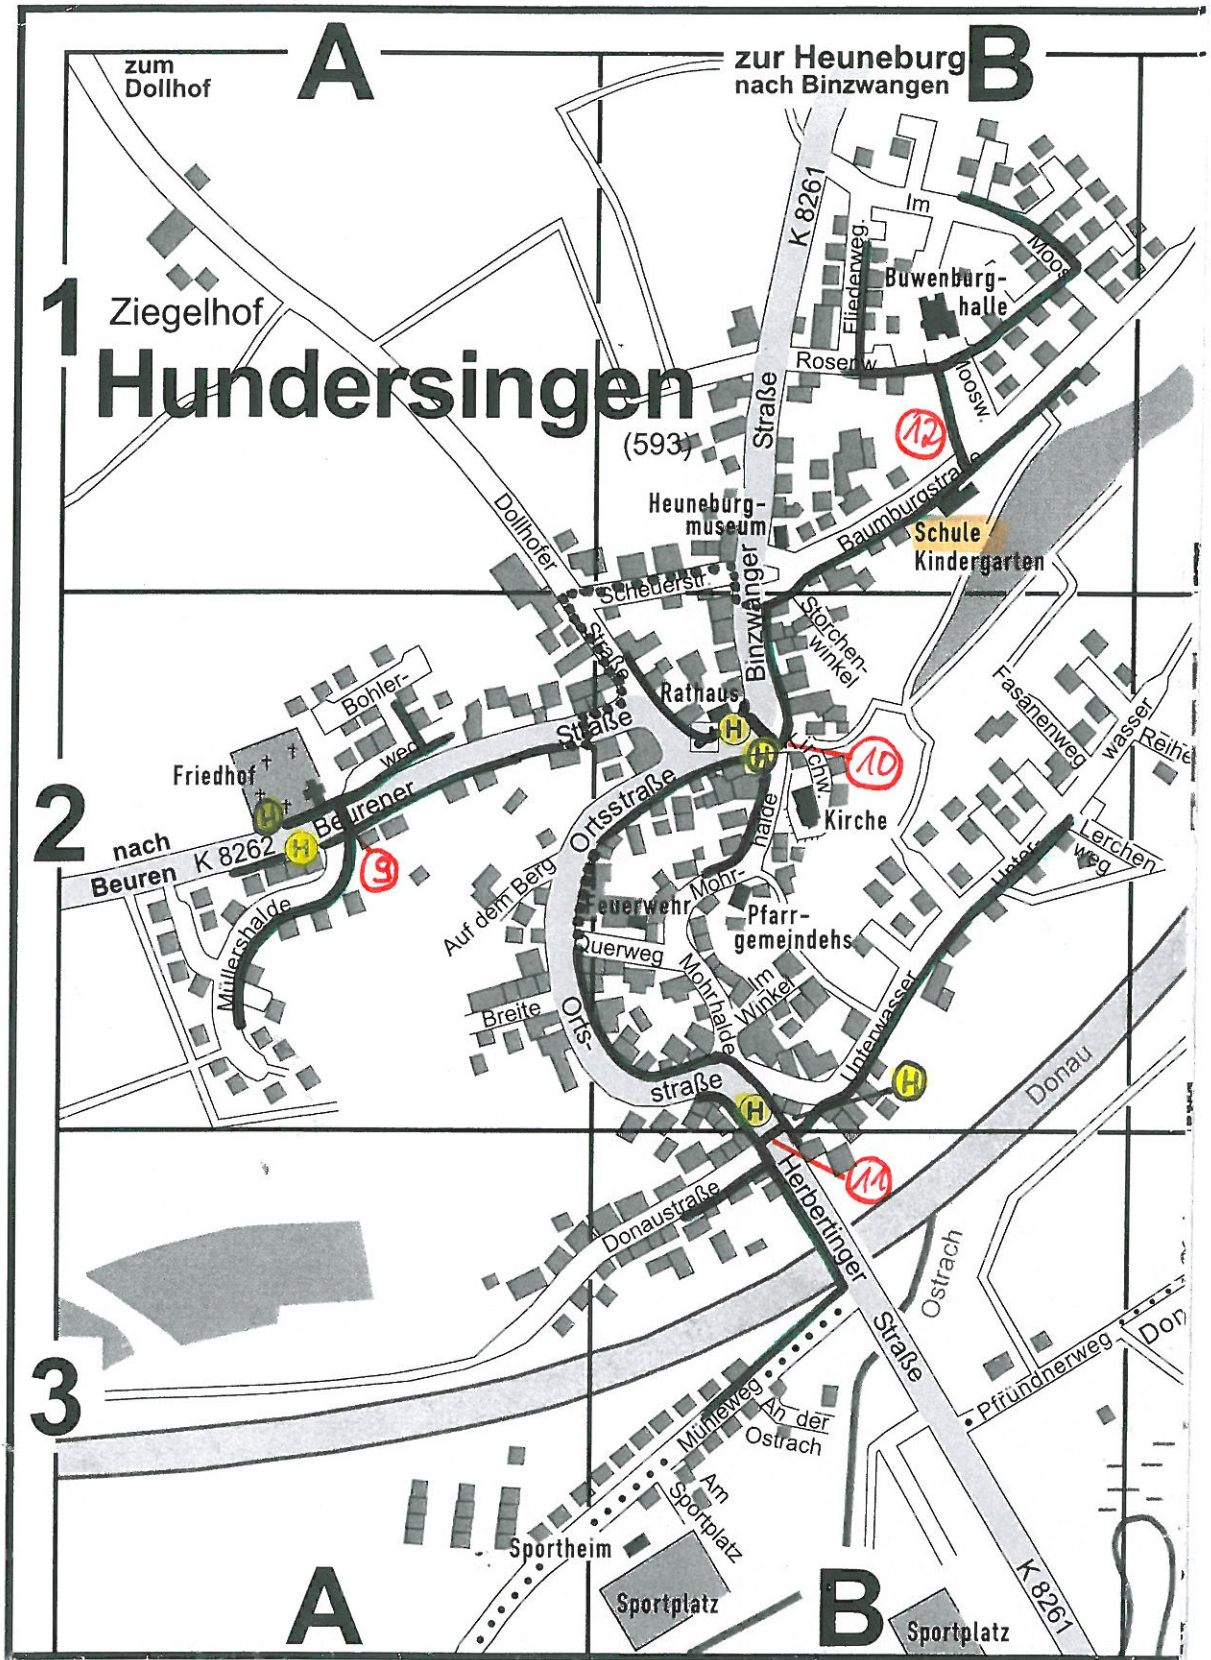 A
B
zum
Dollhof
zur Heuneburg
nach Binzwangen
K 8261
Im
Moos
Fliederweg.
Buwenburg-
halle
1
Ziegelhof
Rosenw
Moosw.
Hundersingen
(593)
Straße
12
Heuneburg-
museum
Dollhofer
Baumburgstraße
Schule
Kindergarten
Scheuerstr.
Binzwanger
Storchen-
winkel
Straße
Rathaus
Bohler-
weg
Straße
H
H
Kirchw.
10
Fasanenweg
wasser
Reihe
Friedhof
H
Beurener
Ortsstraße
2
nach
Beuren
K 8262
H
9
halde
Kirche
Lerchen
weg
Unter-
Auf dem Berg
Mohr-
Feuerwehr
Pfarr-
gemeindehs.
Müllershalde
Querweg
Mohrhalde
Im
Winkel
Breite
Orts-
straße
Unterwasser
H
H
Donau
11
Donaustraße
Herbertinger
Straße
Ostrach
3
Pfründnerweg
Don
Mühleweg
An der
Ostrach
Am
Sportplatz
Sportheim
Sportplatz
K 8261
Sportplatz
A
B